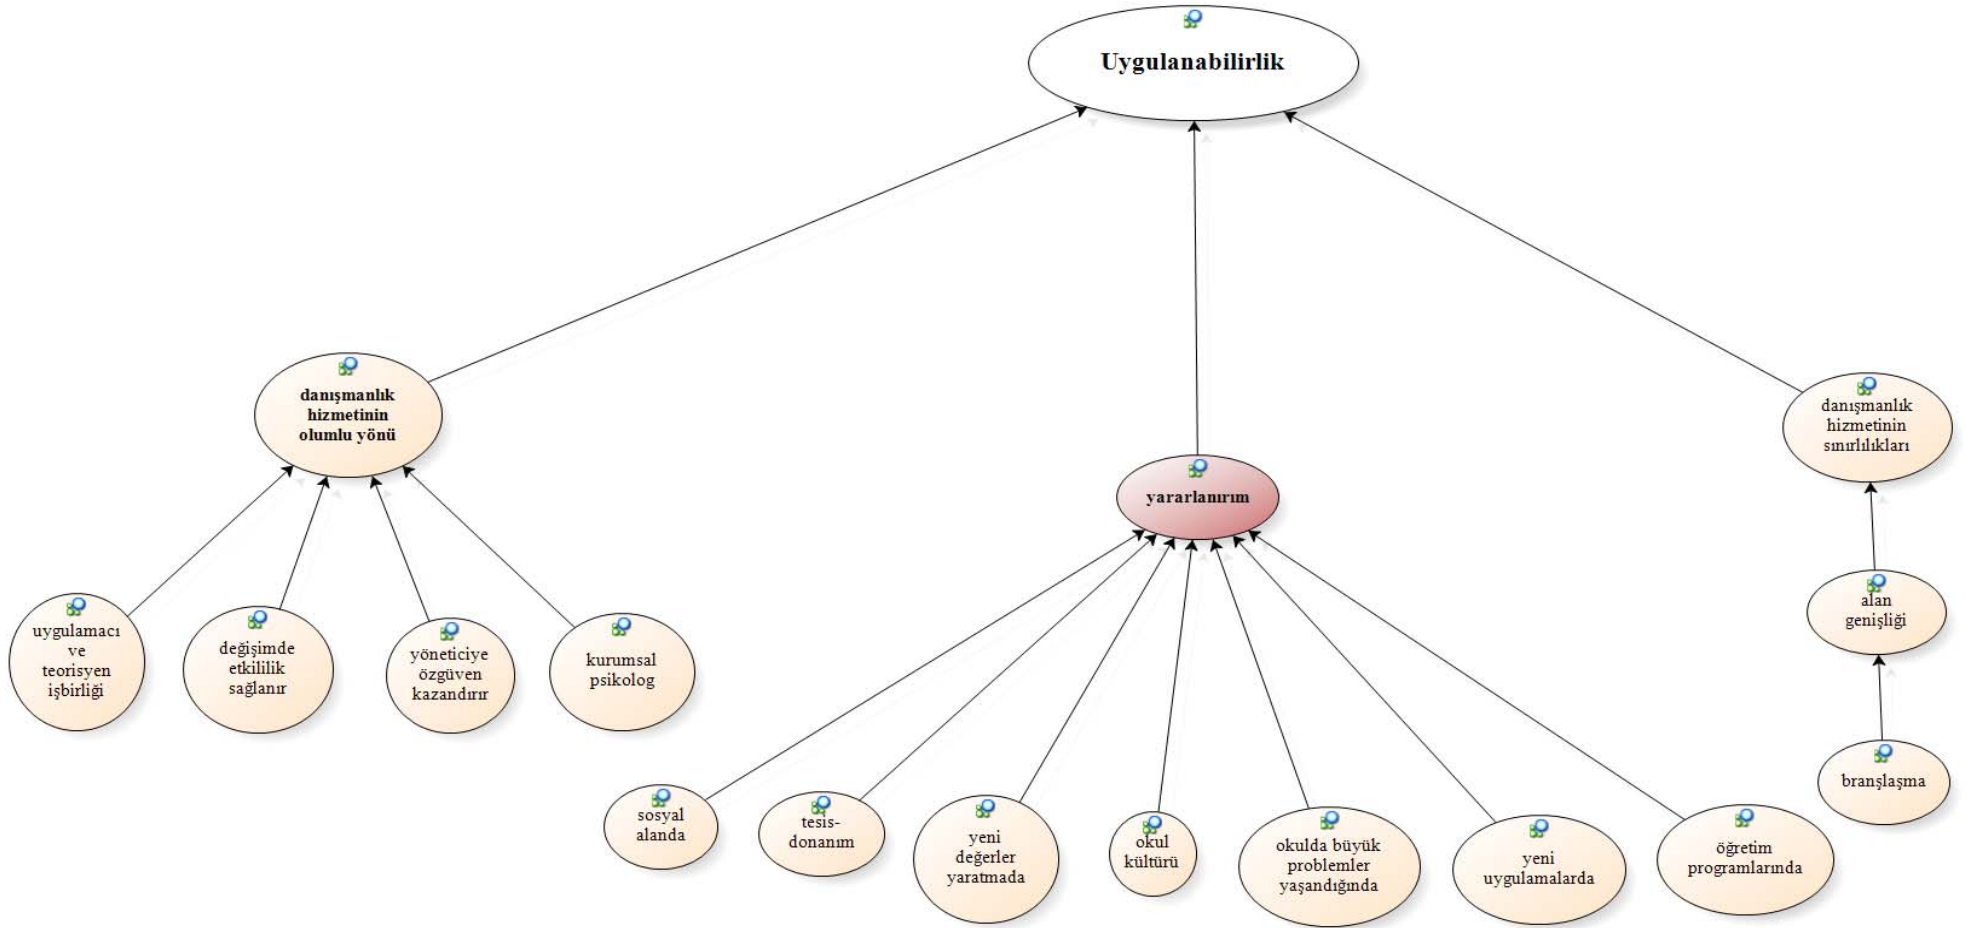 Uygulanabilirlik
danışmanlık
hizmetinin
olumlu yönü
yararlanırım
danışmanlık
hizmetinin
sınırlılıkları
uygulamacı
ve
teorisyen
işbirliği
değişimde
etkililik
sağlanır
yöneticiye
özgüven
kazandırır
kurumsal
psikolog
alan
genişliği
branşlaşma
sosyal
alanda
tesis-
donanım
yeni
değerler
yaratmada
okul
kültürü
okulda büyük
problemler
yaşandığında
yeni
uygulamalarda
öğretim
programlarında